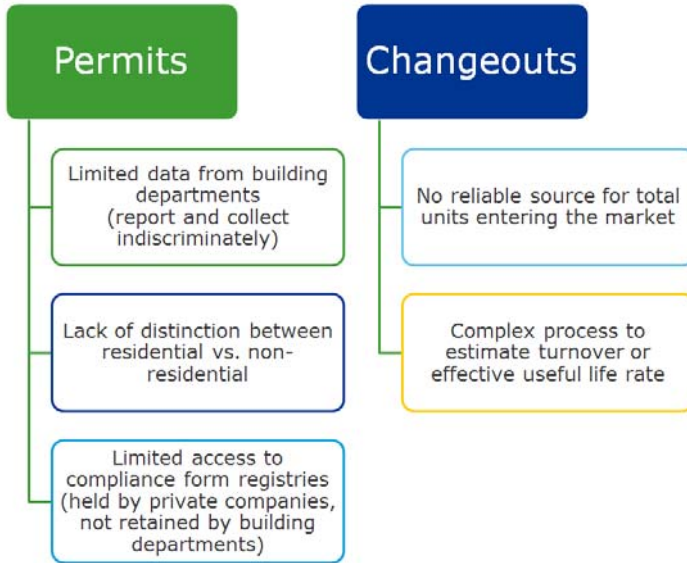 Permits
Limited data from building
departments
(report and collect
indiscriminately)
Lack of distinction between
residential vs. non-
residential
Limited access to
compliance form registries
(held by private companies,
not retained by building
departments)
Changeouts
No reliable source for total
units entering the market
Complex process to
estimate turnover or
effective useful life rate